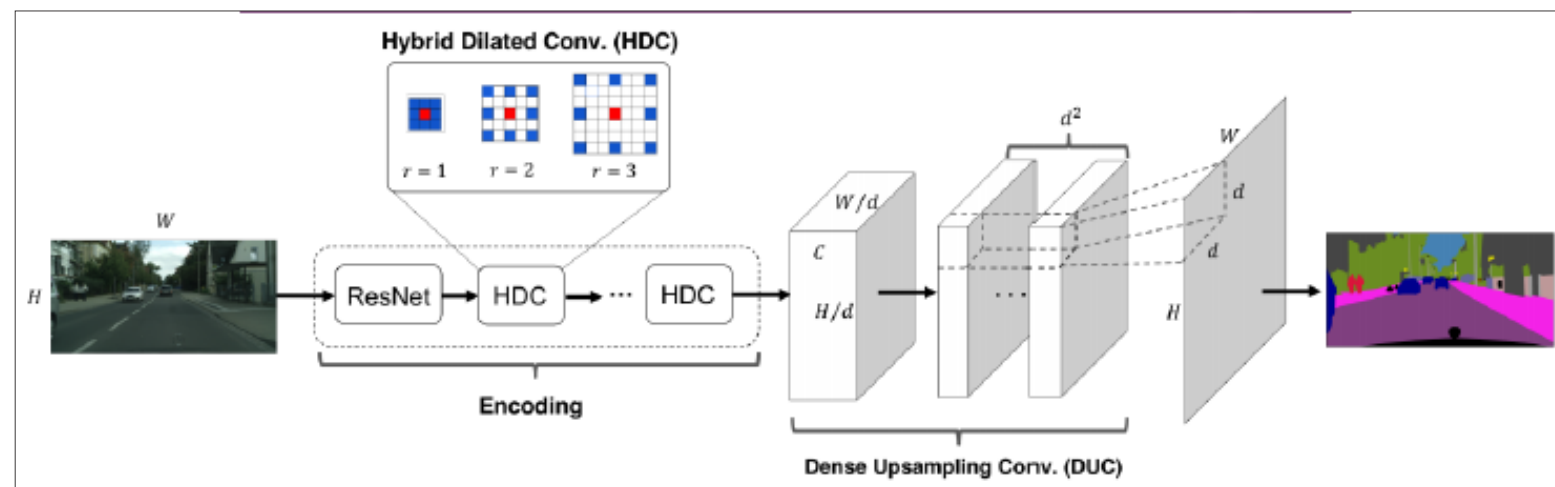 Hybrid Dilated Conv. (HDC)
r = 1
r = 2
r = 3
d²
W
W
W/d
d
C
d
H
ResNet
HDC
...
HDC
H/d
...
H
Encoding
Dense Upsampling Conv. (DUC)